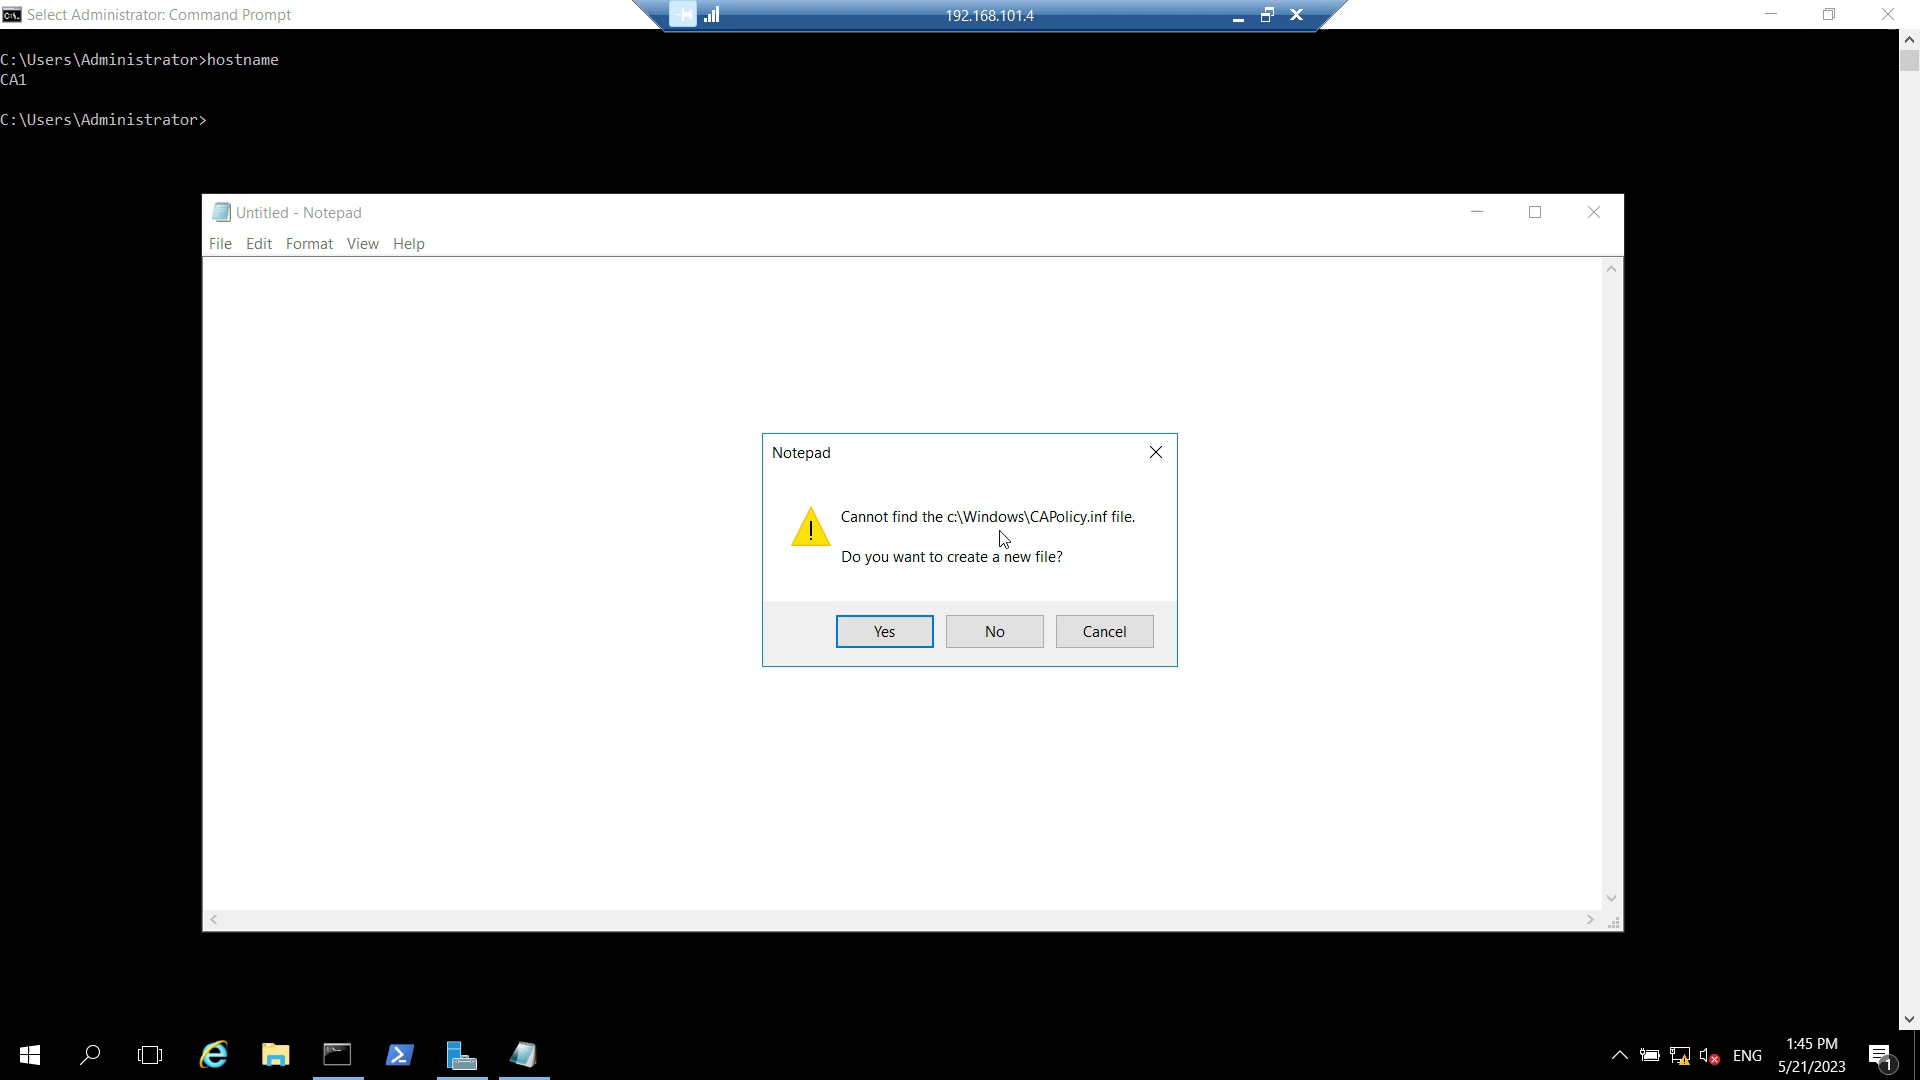 Select Administrator: Command Prompt
192.168.101.4
C:\Users\Administrator>hostname
CA1
C:\Users\Administrator>
Untitled - Notepad
File Edit Format View Help
Notepad
Cannot find the c:\Windows\CAPolicy.inf file.
Do you want to create a new file?
Yes No Cancel
ENG
1:45 PM
5/21/2023
1